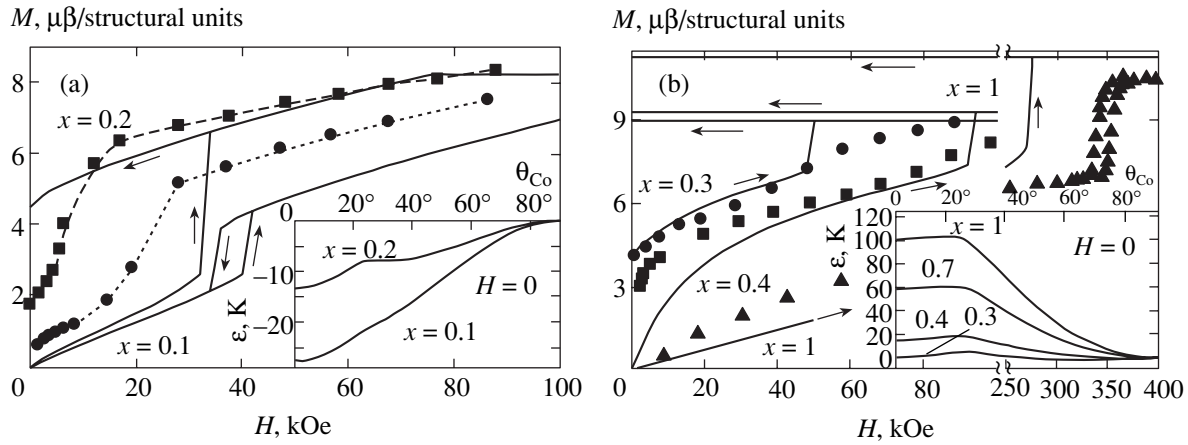 M, μβ/structural units
(a)
8
6
4
2
0
20
40
60
80
100
H, kOe
x = 0.2
x = 0.1
θCo
20° 40° 60° 80°
0
−10
−20
ε, K
x = 0.2
x = 0.1
H = 0
M, μβ/structural units
(b)
9
6
3
0
20
40
60
80
250
300
350
400
H, kOe
x = 1
x = 0.3
x = 0.4
x = 1
0° 20° 40° 60° 80°
θCo
120
100
80
60
40
20
0
ε, K
x = 1
0.7
0.4
0.3
H = 0